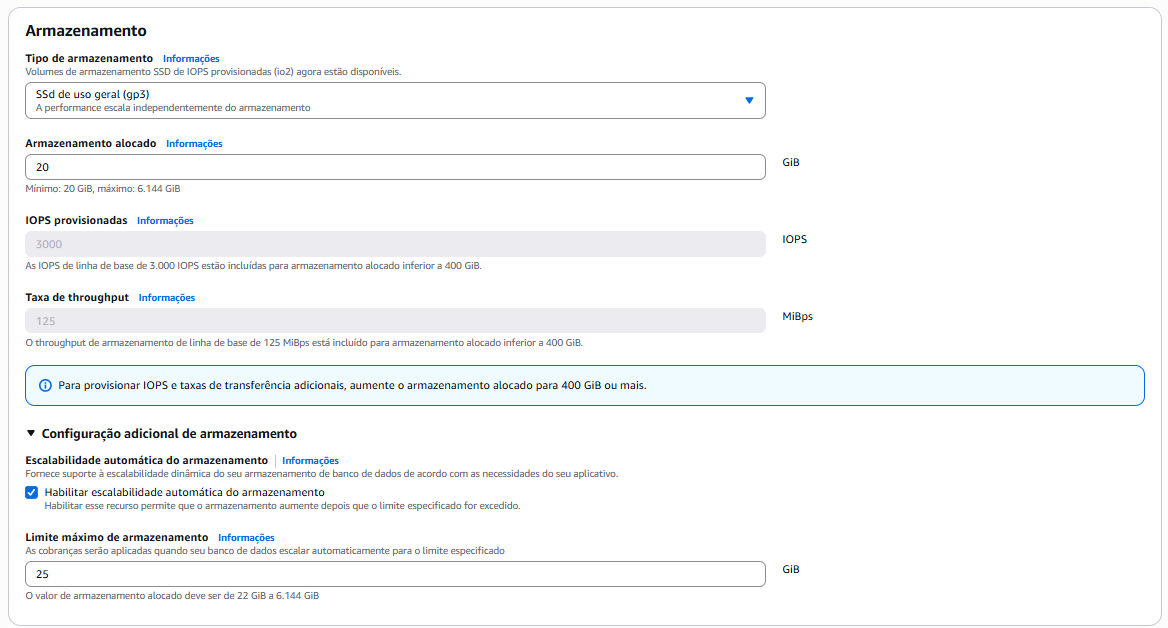 Armazenamento
Tipo de armazenamento Informações
Volumes de armazenamento SSD de IOPS provisionadas (io2) agora estão disponíveis.
SSd de uso geral (gp3)
A performance escala independentemente do armazenamento
Armazenamento alocado Informações
20 GiB
Mínimo: 20 GiB, máximo: 6.144 GiB
IOPS provisionadas Informações
3000 IOPS
As IOPS de linha de base de 3.000 IOPS estão incluídas para armazenamento alocado inferior a 400 GiB.
Taxa de throughput Informações
125 MiBps
O throughput de armazenamento de linha de base de 125 MiBps está incluído para armazenamento alocado inferior a 400 GiB.
Para provisionar IOPS e taxas de transferência adicionais, aumente o armazenamento alocado para 400 GiB ou mais.
Configuração adicional de armazenamento
Escalabilidade automática do armazenamento Informações
Fornece suporte à escalabilidade dinâmica do seu armazenamento de banco de dados de acordo com as necessidades do seu aplicativo.
Habilitar escalabilidade automática do armazenamento
Habilitar esse recurso permite que o armazenamento aumente depois que o limite especificado for excedido.
Limite máximo de armazenamento Informações
As cobranças serão aplicadas quando seu banco de dados escalar automaticamente para o limite especificado
25 GiB
O valor de armazenamento alocado deve ser de 22 GiB a 6.144 GiB